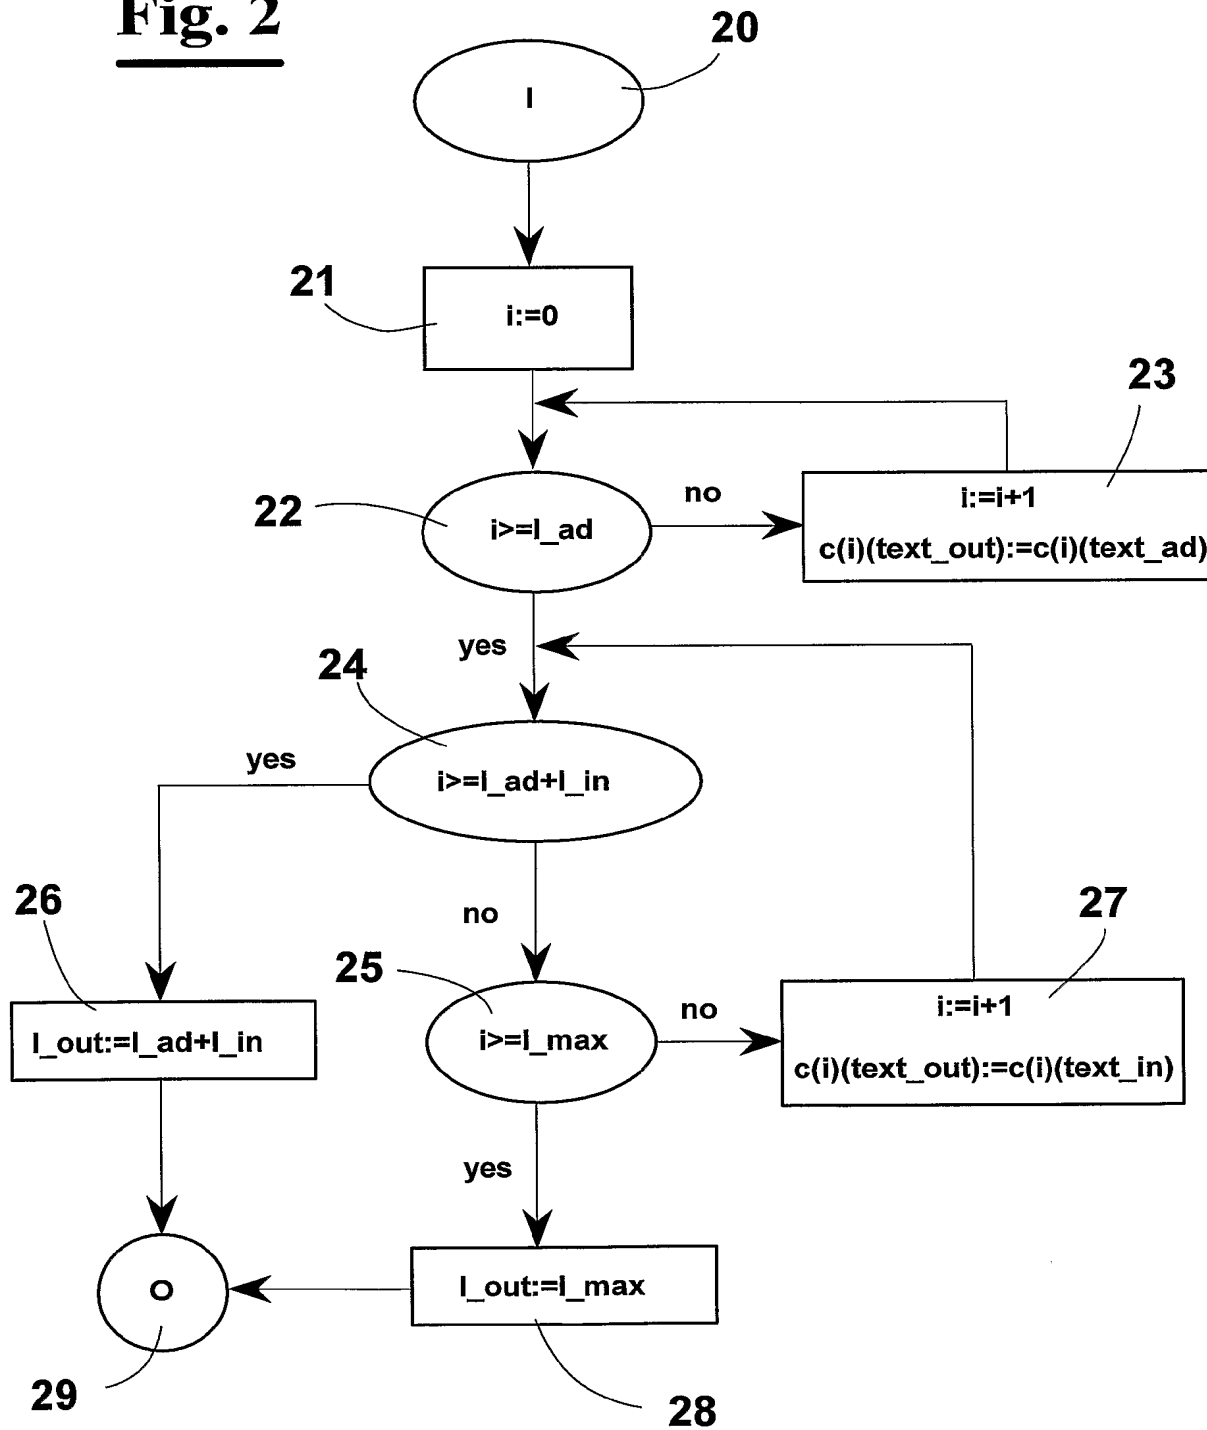 Fig. 2
20
I
21
i:=0
23
22
i>=l_ad
no
i:=i+1
c(i)(text_out):=c(i)(text_ad)
yes
24
yes
i>=l_ad+l_in
26
no
27
25
i>=l_max
no
i:=i+1
c(i)(text_out):=c(i)(text_in)
l_out:=l_ad+l_in
yes
O
l_out:=l_max
29
28